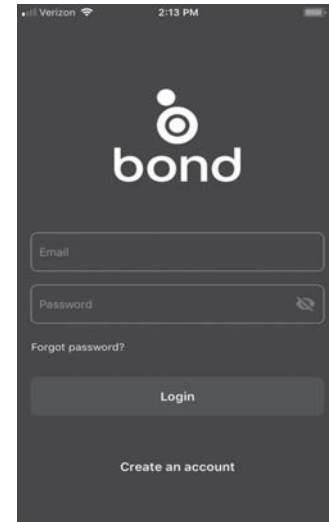 Verizon 2:13 PM
bond
Email
Password
Forgot password?
Login
Create an account